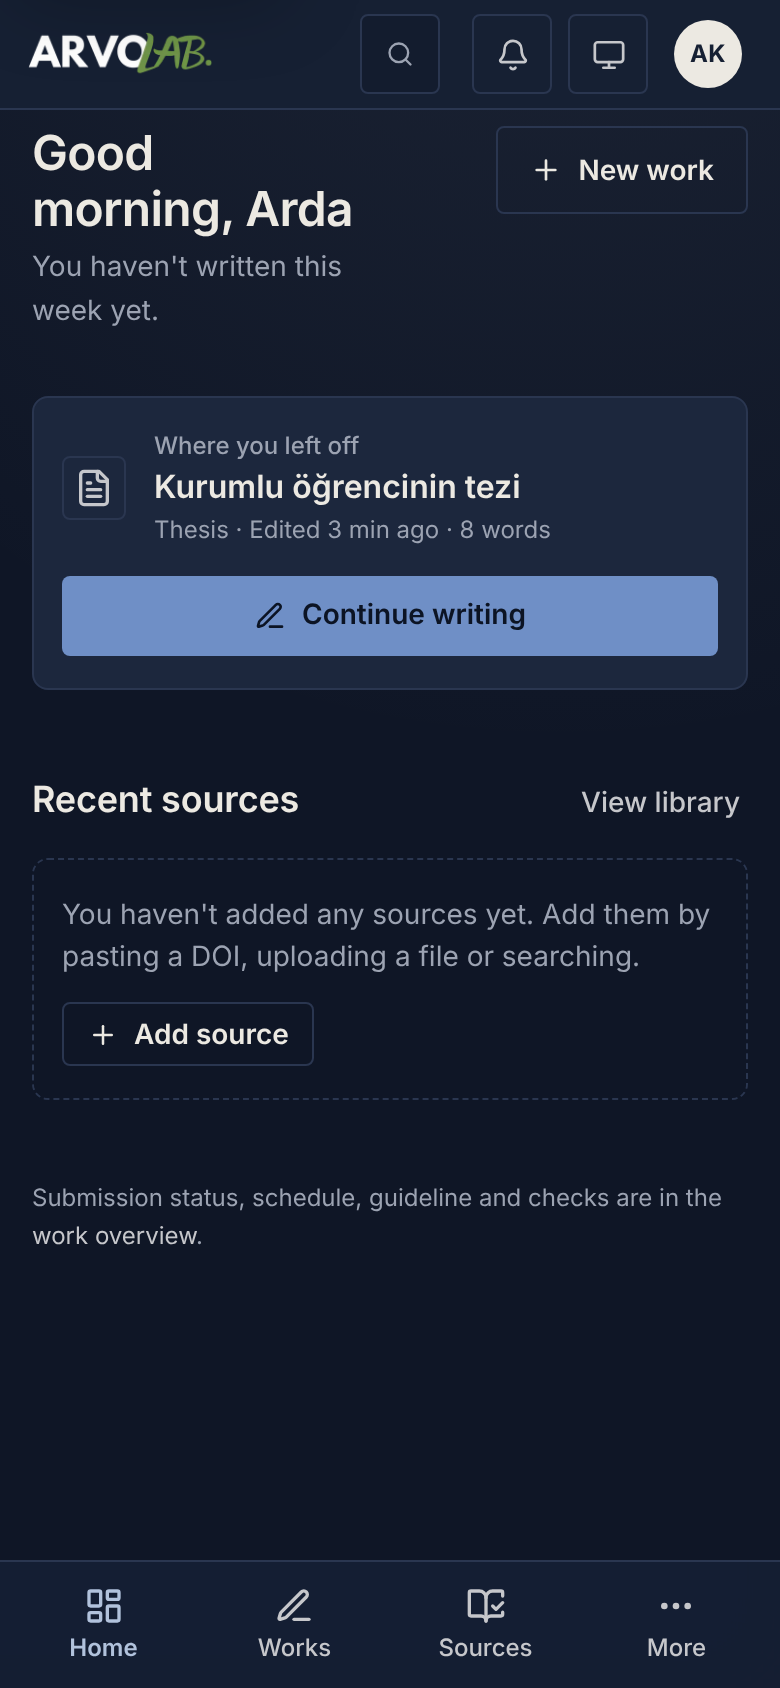 ARVOLAB.
AK
Good
morning, Arda
New work
You haven't written this
week yet.
Where you left off
Kurumlu öğrencinin tezi
Thesis · Edited 3 min ago · 8 words
Continue writing
Recent sources
View library
You haven't added any sources yet. Add them by
pasting a DOI, uploading a file or searching.
Add source
Submission status, schedule, guideline and checks are in the
work overview.
Home
Works
Sources
More